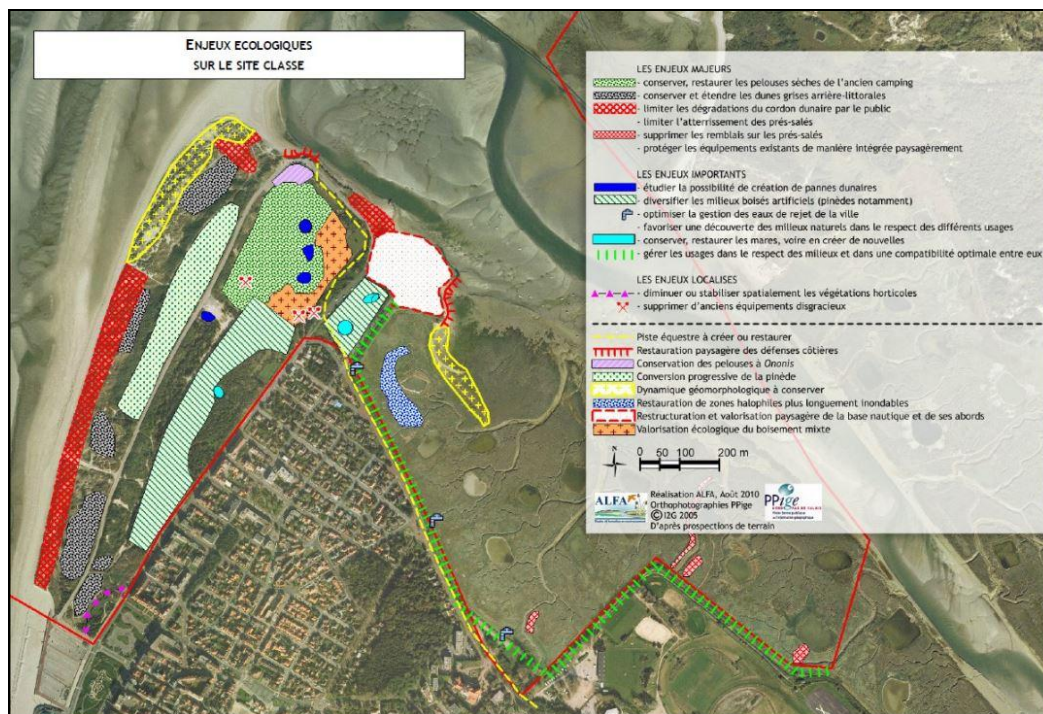 ENJEUX ECOLOGIQUES
SUR LE SITE CLASSE
LES ENJEUX MAJEURS
- conserver, restaurer les pelouses sèches de l'ancien camping
- conserver et étendre les dunes grises arrière-littorales
- limiter les dégradations du cordon dunaire par le public
- limiter l'atterrissement des prés-salés
- supprimer les remblais sur les prés-salés
- protéger les équipements existants de manière intégrée paysagèrement
LES ENJEUX IMPORTANTS
- étudier la possibilité de création de pannes dunaires
- diversifier les milieux boisés artificiels (pinèdes notamment)
- optimiser la gestion des eaux de rejet de la ville
- favoriser une découverte des milieux naturels dans le respect des différents usages
- conserver, restaurer les mares, voire en créer de nouvelles
- gérer les usages dans le respect des milieux et dans une compatibilité optimale entre eux
LES ENJEUX LOCALISES
- diminuer ou stabiliser spatialement les végétations horticoles
- supprimer d'anciens équipements disgracieux
Piste équestre à créer ou restaurer
Restauration paysagère des défenses côtières
Conservation des pelouses à Ononis
Conversion progressive de la pinède
Dynamique géomorphologique à conserver
Restauration de zones halophiles plus longuement inondables
Restructuration et valorisation paysagère de la base nautique et de ses abords
Valorisation écologique du boisement mixte
N
0 50 100 200 m
ALFA
Réalisation ALFA, Août 2010
Orthophotographies PPige
© I2G 2005
D'après prospections de terrain
PPige